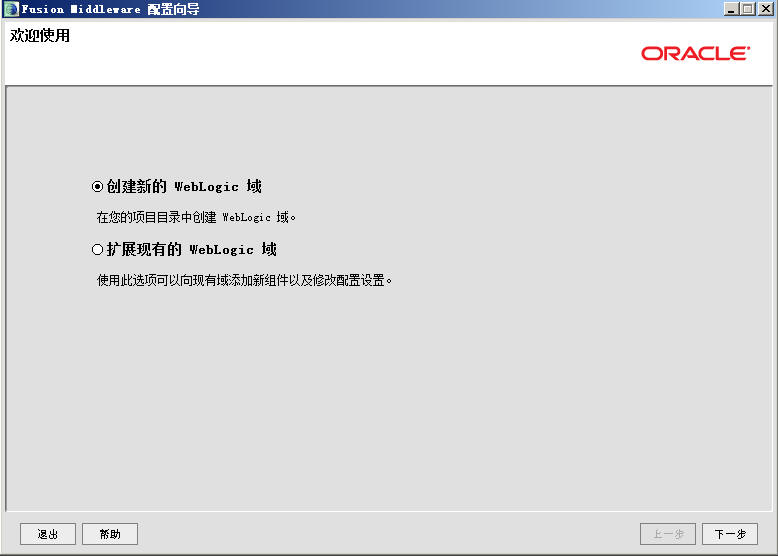 Fusion Middleware 配置向导
欢迎使用
ORACLE
创建新的 WebLogic 域
在您的项目目录中创建 WebLogic 域。
扩展现有的 WebLogic 域
使用此选项可以向现有域添加新组件以及修改配置设置。
退出 帮助 上一步 下一步